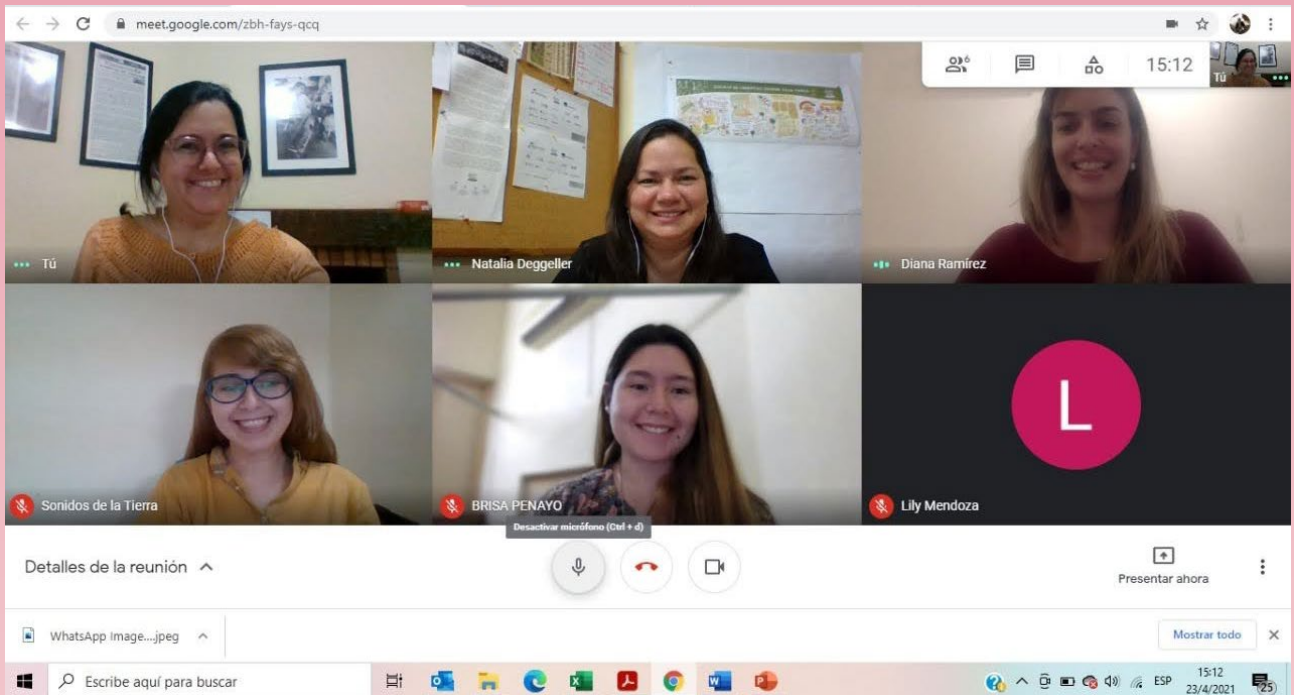 meet.google.com/zbh-fays-qcq
6
15:12
Tú
Tú
Natalia Deggeller
Diana Ramírez
Sonidos de la Tierra
BRISA PENAYO
L
Lily Mendoza
Desactivar micrófono (Ctrl + d)
Detalles de la reunión
Presentar ahora
WhatsApp Image....jpeg
Mostrar todo
Escribe aquí para buscar
ESP
15:12
23/4/2021
25